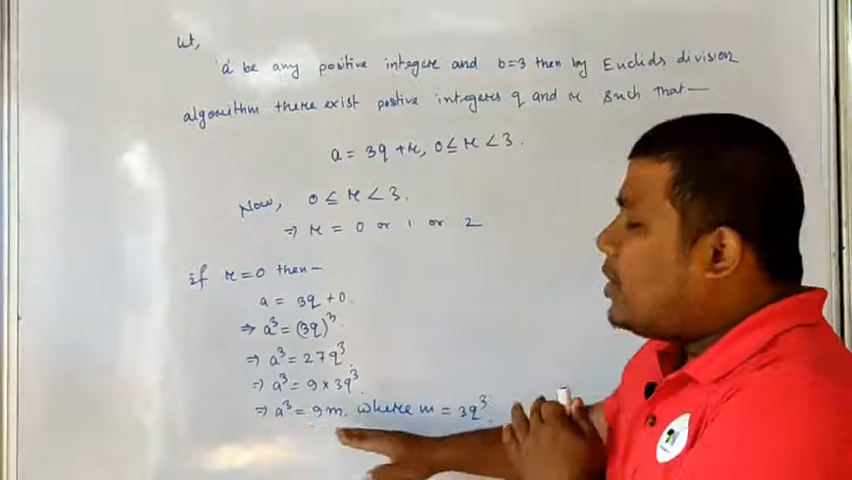 Let,
'a' be any positive integer and b=3 then by Euclids division
algorithm there exist positive integers q and r such that—
a = 3q + r, 0 ≤ r < 3.
Now, 0 ≤ r < 3.
⇒ r = 0 or 1 or 2
if r = 0 then—
a = 3q + 0.
⇒ a³ = (3q)³.
⇒ a³ = 27q³.
⇒ a³ = 9 × 3q³.
⇒ a³ = 9m. where m = 3q³